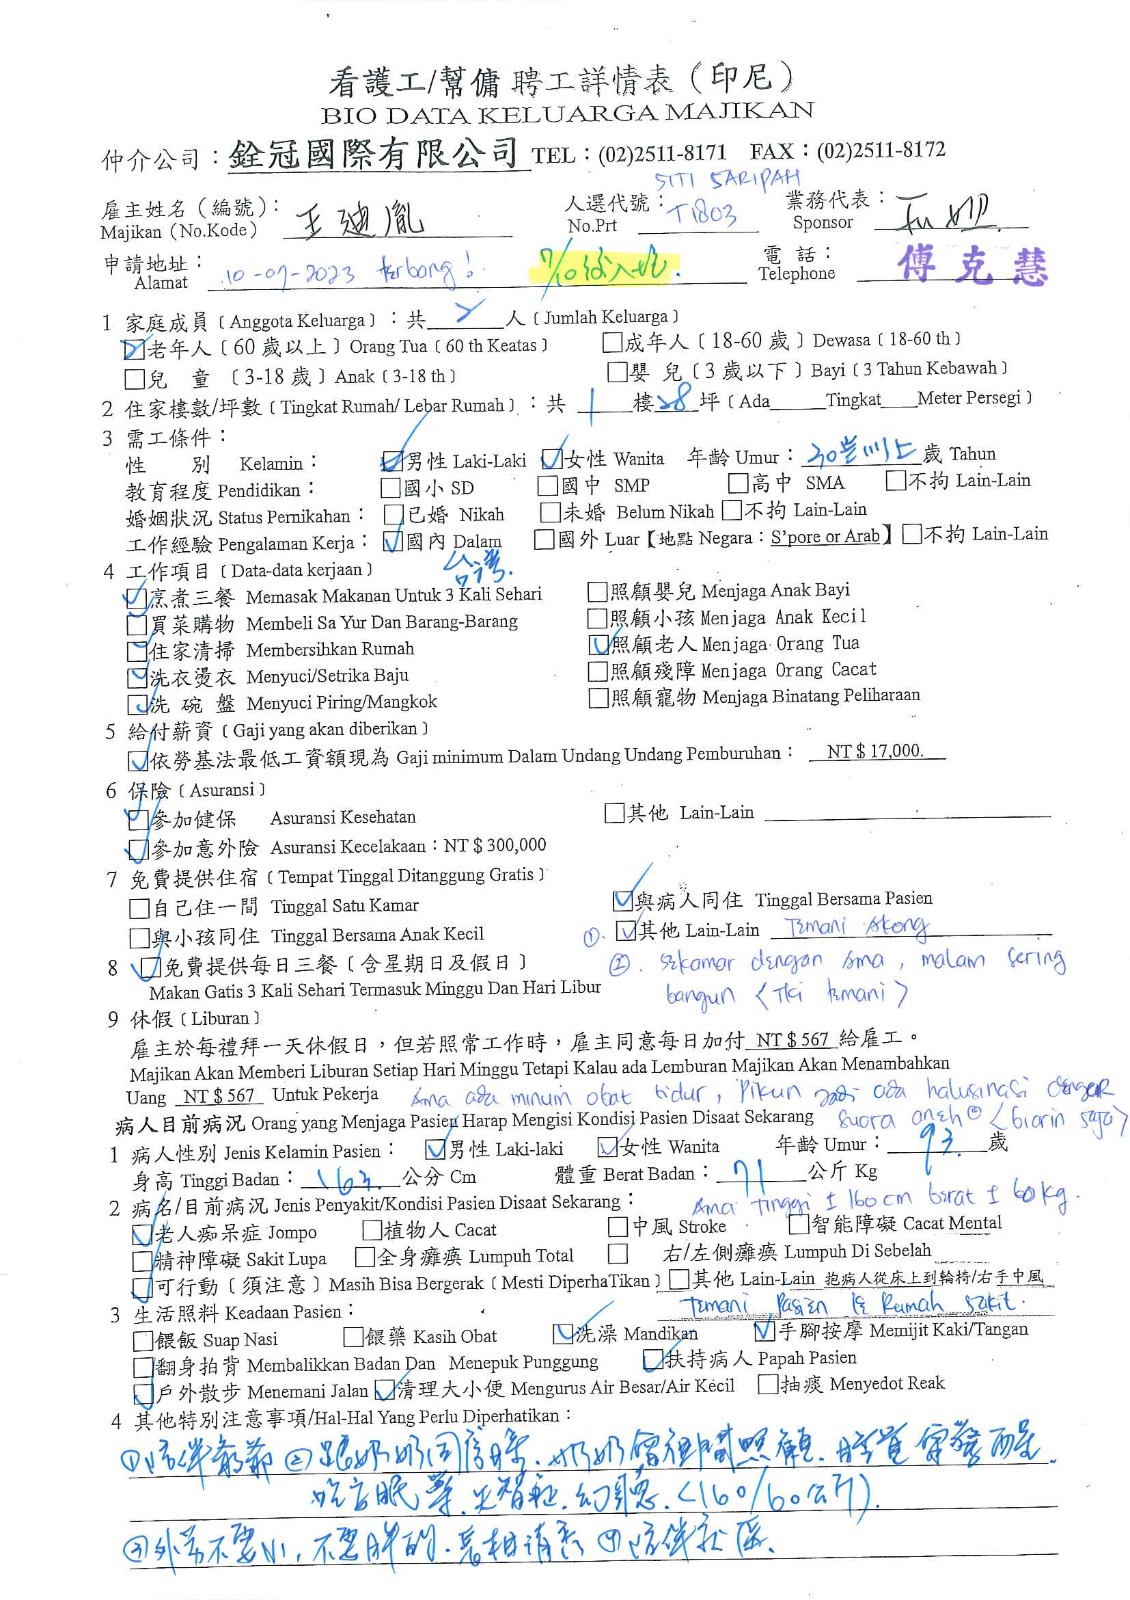 看護工/幫傭 聘工詳情表（印尼）
BIO DATA KELUARGA MAJIKAN
仲介公司：銓冠國際有限公司 TEL：(02)2511-8171 FAX：(02)2511-8172
SITI SARIPAH
雇主姓名（編號）： 王迪胤 人選代號： T1803 業務代表：
Majikan（No.Kode） No.Prt Sponsor
申請地址： 10-07-2023 terbang! 7/10 電話： 傅克慧
Alamat Telephone
1 家庭成員﹝Anggota Keluarga﹞：共 2 人﹝Jumlah Keluarga﹞
☑老年人﹝60 歲以上﹞Orang Tua﹝60 th Keatas﹞ □成年人﹝18-60 歲﹞Dewasa﹝18-60 th﹞
□兒 童﹝3-18 歲﹞Anak﹝3-18 th﹞ □嬰 兒﹝3 歲以下﹞Bayi﹝3 Tahun Kebawah﹞
2 住家樓數/坪數﹝Tingkat Rumah/ Lebar Rumah﹞：共 1 樓 28 坪﹝Ada_____Tingkat____Meter Persegi﹞
3 需工條件：
性 別 Kelamin： ☑男性 Laki-Laki ☑女性 Wanita 年齡 Umur： 30歲以上 歲 Tahun
教育程度 Pendidikan： □國小 SD □國中 SMP □高中 SMA □不拘 Lain-Lain
婚姻狀況 Status Pernikahan： □已婚 Nikah □未婚 Belum Nikah □不拘 Lain-Lain
工作經驗 Pengalaman Kerja： ☑國內 Dalam □國外 Luar【地點 Negara：S'pore or Arab】□不拘 Lain-Lain
台灣.
4 工作項目﹝Data-data kerjaan﹞
☑烹煮三餐 Memasak Makanan Untuk 3 Kali Sehari □照顧嬰兒 Menjaga Anak Bayi
☑買菜購物 Membeli Sa Yur Dan Barang-Barang □照顧小孩 Menjaga Anak Kecil
☑住家清掃 Membersihkan Rumah ☑照顧老人 Menjaga Orang Tua
☑洗衣燙衣 Menyuci/Setrika Baju □照顧殘障 Menjaga Orang Cacat
☑洗 碗 盤 Menyuci Piring/Mangkok □照顧寵物 Menjaga Binatang Peliharaan
5 給付薪資﹝Gaji yang akan diberikan﹞
☑依勞基法最低工資額現為 Gaji minimum Dalam Undang Undang Pemburuhan： NT$ 17,000.
6 保險﹝Asuransi﹞
☑參加健保 Asuransi Kesehatan □其他 Lain-Lain
☑參加意外險 Asuransi Kecelakaan：NT$ 300,000
7 免費提供住宿﹝Tempat Tinggal Ditanggung Gratis﹞
□自己住一間 Tinggal Satu Kamar ☑與病人同住 Tinggal Bersama Pasien
□與小孩同住 Tinggal Bersama Anak Kecil ①. ☑其他 Lain-Lain Temani Akong
8 ☑免費提供每日三餐﹝含星期日及假日﹞ ②. sekamar dengan Ama, malam sering
Makan Gatis 3 Kali Sehari Termasuk Minggu Dan Hari Libur bangun <TKI temani>
9 休假﹝Liburan﹞
雇主於每禮拜一天休假日，但若照常工作時，雇主同意每日加付 NT$ 567 給雇工。
Majikan Akan Memberi Liburan Setiap Hari Minggu Tetapi Kalau ada Lemburan Majikan Akan Menambahkan
Uang NT$ 567 Untuk Pekerja Ama ada minum obat tidur, Pikun jadi ada halusinasi dengar
病人目前病況 Orang yang Menjaga Pasien Harap Mengisi Kondisi Pasien Disaat Sekarang suara aneh² <biarin saja>
1 病人性別 Jenis Kelamin Pasien： ☑男性 Laki-laki ☑女性 Wanita 年齡 Umur： 93. 歲
身高 Tinggi Badan： 163. 公分 Cm 體重 Berat Badan： 71 公斤 Kg
2 病名/目前病況 Jenis Penyakit/Kondisi Pasien Disaat Sekarang： Ama Tinggi ± 160 cm berat ± 60 kg.
☑老人痴呆症 Jompo □植物人 Cacat □中風 Stroke □智能障礙 Cacat Mental
☑精神障礙 Sakit Lupa □全身癱瘓 Lumpuh Total □ 右/左側癱瘓 Lumpuh Di Sebelah
☑可行動﹝須注意﹞Masih Bisa Bergerak﹝Mesti DiperhaTikan﹞□其他 Lain-Lain 抱病人從床上到輪椅/右手中風
3 生活照料 Keadaan Pasien： Temani Pasien ke Rumah sakit.
□餵飯 Suap Nasi □餵藥 Kasih Obat ☑洗澡 Mandikan ☑手腳按摩 Memijit Kaki/Tangan
☑翻身拍背 Membalikkan Badan Dan Menepuk Punggung ☑扶持病人 Papah Pasien
☑戶外散步 Menemani Jalan ☑清理大小便 Mengurus Air Besar/Air Kecil □抽痰 Menyedot Reak
4 其他特別注意事項/Hal-Hal Yang Perlu Diperhatikan：
①陪伴爺爺 ②跟奶奶同房睡. 奶奶 夜間照顧. 睡覺
吃安眠藥. 失智症. 幻聽. <160/60公斤).
③ 不要小, 不要胖的. ④陪伴